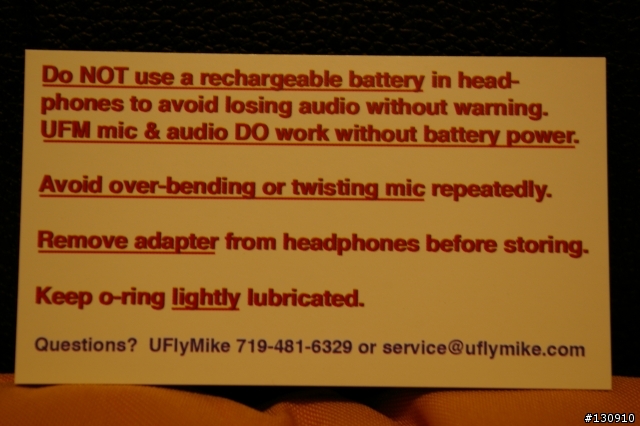 Do NOT use a rechargeable battery in head-
phones to avoid losing audio without warning.
UFM mic & audio DO work without battery power.
Avoid over-bending or twisting mic repeatedly.
Remove adapter from headphones before storing.
Keep o-ring lightly lubricated.
Questions? UFlyMike 719-481-6329 or service@uflymike.com
#130910